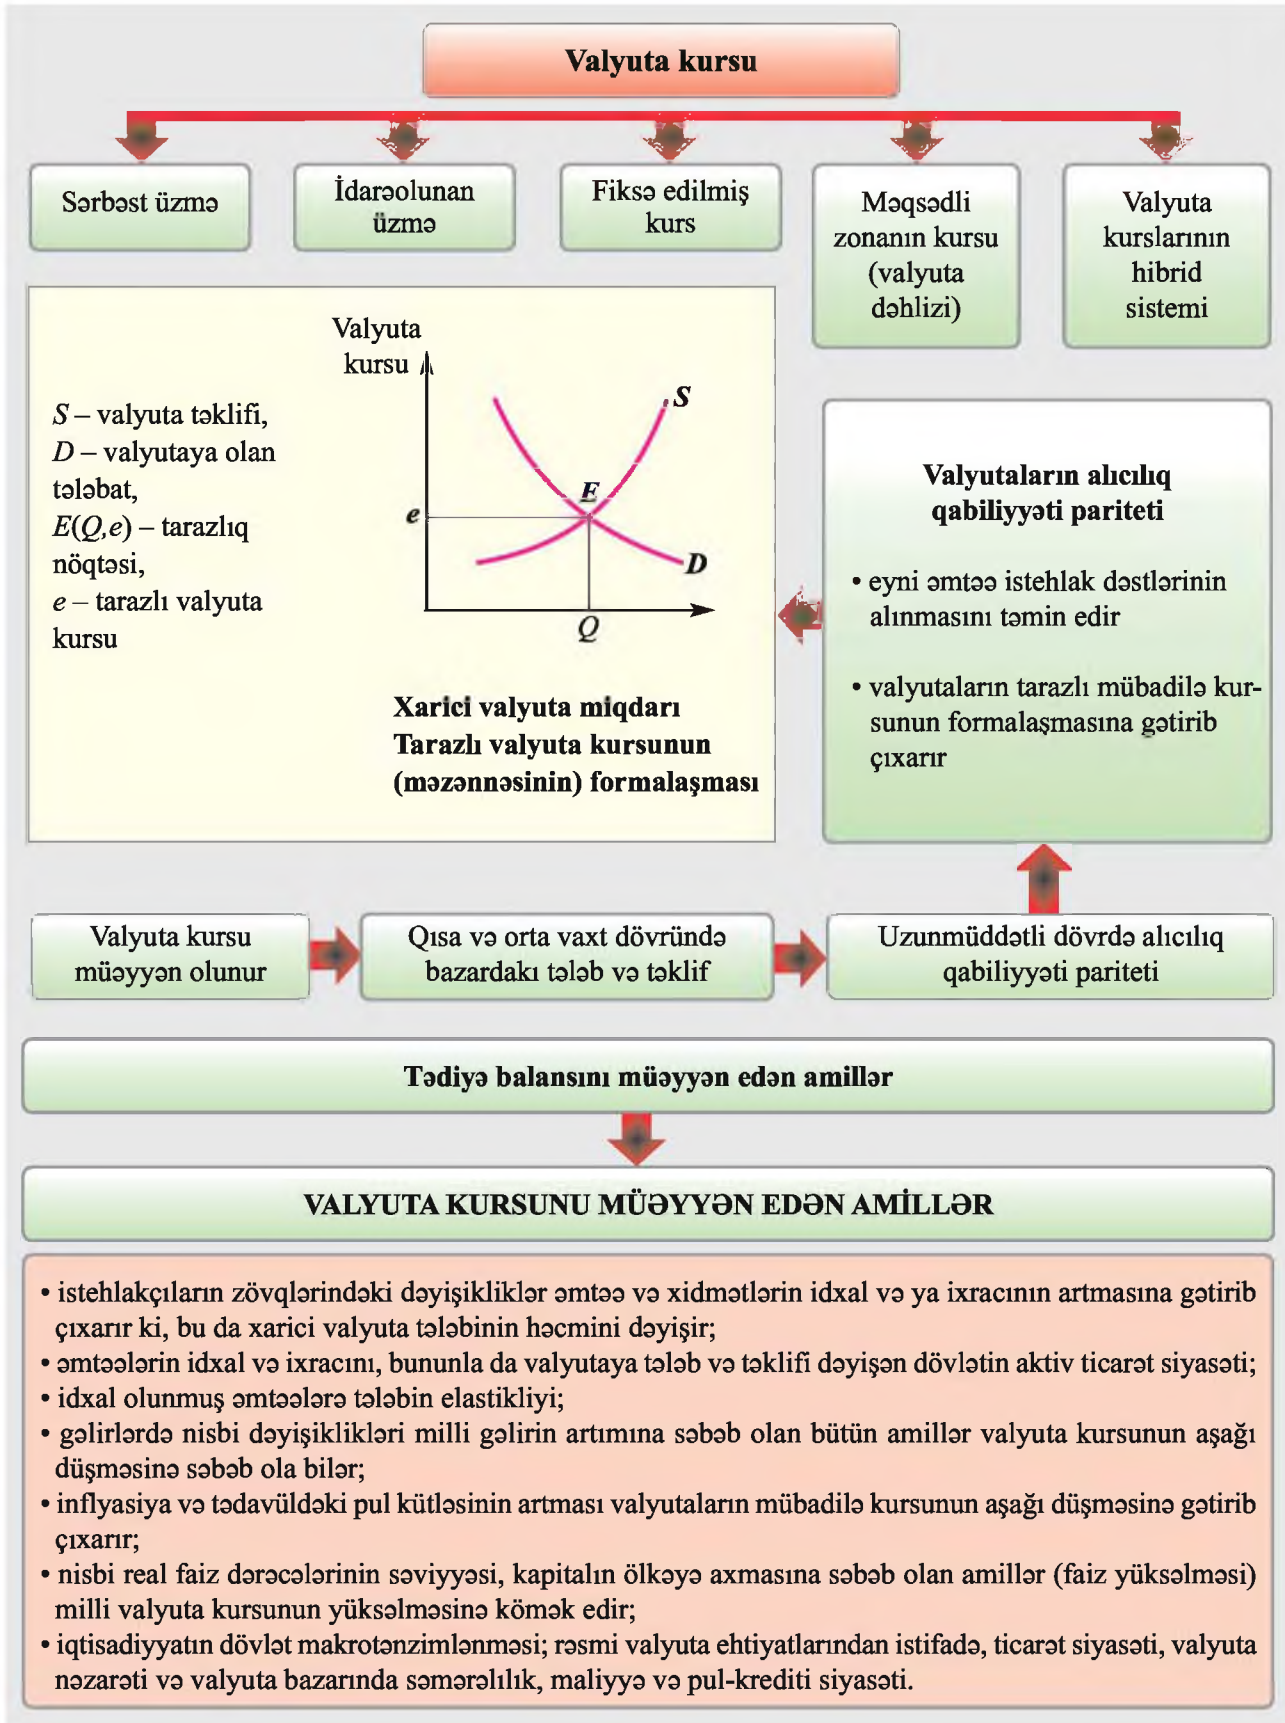 Valyuta kursu
Sərbəst üzmə
İdarəolunan
üzmə
Fiksə edilmiş
kurs
Məqsədli
zonanın kursu
(valyuta
dəhlizi)
Valyuta
kurslarının
hibrid
sistemi
S – valyuta təklifi,
D – valyutaya olan
tələbat,
E(Q,e) – tarazlıq
nöqtəsi,
e – tarazlı valyuta
kursu
Valyuta
kursu
S
E
e
D
Q
Xarici valyuta miqdarı
Tarazlı valyuta kursunun
(məzənnəsinin) formalaşması
Valyutaların alıcılıq
qabiliyyəti pariteti
• eyni əmtəə istehlak dəstlərinin
alınmasını təmin edir
• valyutaların tarazlı mübadilə kur-
sunun formalaşmasına gətirib
çıxarır
Valyuta kursu
müəyyən olunur
Qısa və orta vaxt dövründə
bazardakı tələb və təklif
Uzunmüddətli dövrdə alıcılıq
qabiliyyəti pariteti
Tədiyə balansını müəyyən edən amillər
VALYUTA KURSUNU MÜƏYYƏN EDƏN AMİLLƏR
• istehlakçıların zövqlərindəki dəyişikliklər əmtəə və xidmətlərin idxal və ya ixracının artmasına gətirib
çıxarır ki, bu da xarici valyuta tələbinin həcmini dəyişir;
• əmtəələrin idxal və ixracını, bununla da valyutaya tələb və təklifi dəyişən dövlətin aktiv ticarət siyasəti;
• idxal olunmuş əmtəələrə tələbin elastikliyi;
• gəlirlərdə nisbi dəyişiklikləri milli gəlirin artımına səbəb olan bütün amillər valyuta kursunun aşağı
düşməsinə səbəb ola bilər;
• inflyasiya və tədavüldəki pul kütləsinin artması valyutaların mübadilə kursunun aşağı düşməsinə gətirib
çıxarır;
• nisbi real faiz dərəcələrinin səviyyəsi, kapitalın ölkəyə axmasına səbəb olan amillər (faiz yüksəlməsi)
milli valyuta kursunun yüksəlməsinə kömək edir;
• iqtisadiyyatın dövlət makrotənzimlənməsi; rəsmi valyuta ehtiyatlarından istifadə, ticarət siyasəti, valyuta
nəzarəti və valyuta bazarında səmərəlılık, maliyyə və pul-krediti siyasəti.